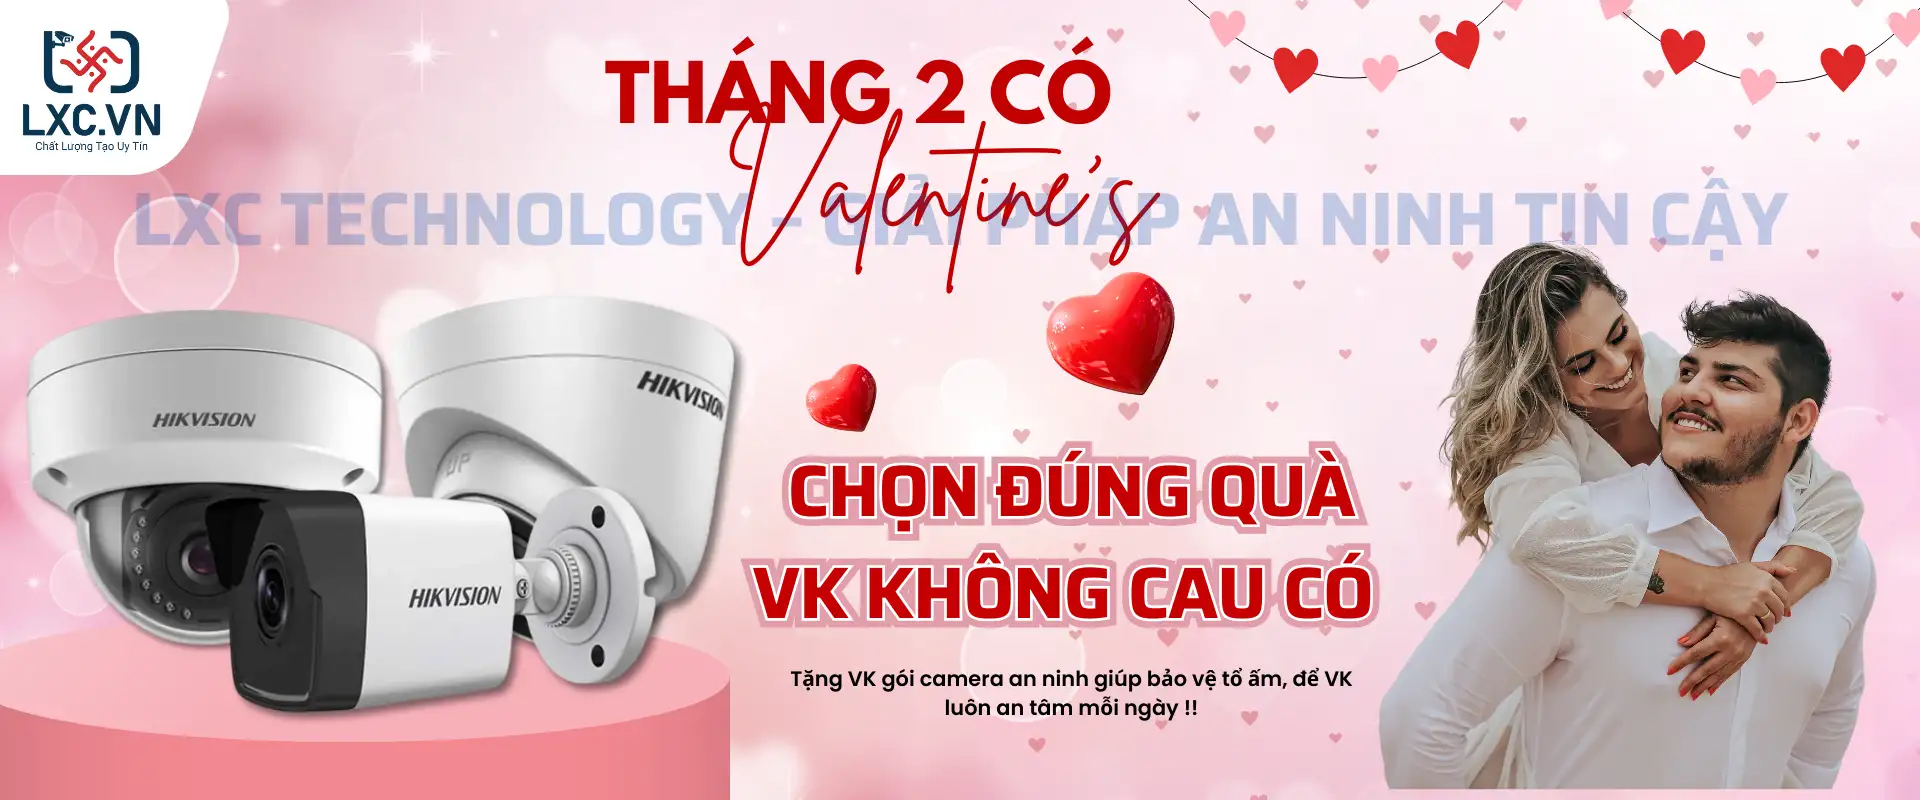 LXC.VN
Chất Lượng Tạo Uy Tín
THÁNG 2 CÓ
Valentine's
LXC TECHNOLOGY - GIẢI PHÁP AN NINH TIN CẬY
HIKVISION
HIKVISION
UP
HIKVISION
CHỌN ĐÚNG QUÀ
VK KHÔNG CAU CÓ
Tặng VK gói camera an ninh giúp bảo vệ tổ ấm, để VK
luôn an tâm mỗi ngày !!